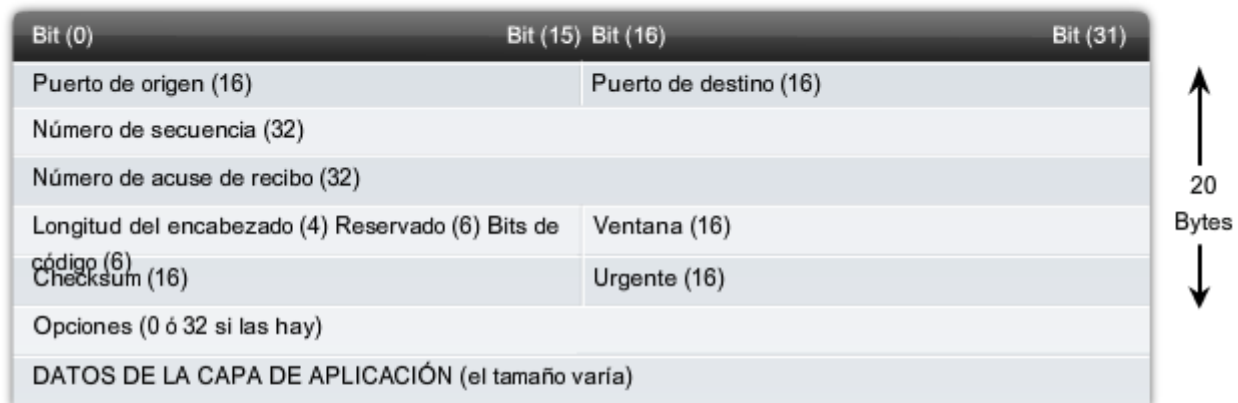 Bit (0) Bit (15) Bit (16) Bit (31)
Puerto de origen (16) Puerto de destino (16)
Número de secuencia (32)
Número de acuse de recibo (32)
20
Longitud del encabezado (4) Reservado (6) Bits de Ventana (16)
Bytes
código (6)
Checksum (16) Urgente (16)
Opciones (0 ó 32 si las hay)
DATOS DE LA CAPA DE APLICACIÓN (el tamaño varía)